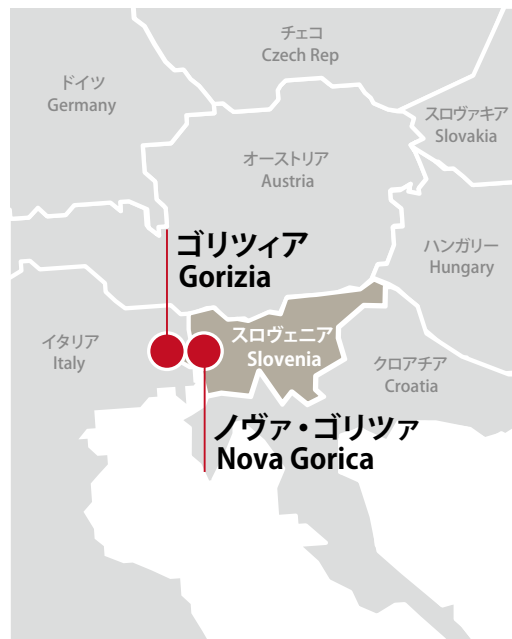 チェコ
Czech Rep
ドイツ
Germany
スロヴァキア
Slovakia
オーストリア
Austria
ゴリツィア
Gorizia
ハンガリー
Hungary
イタリア
Italy
スロヴェニア
Slovenia
クロアチア
Croatia
ノヴァ・ゴリツァ
Nova Gorica